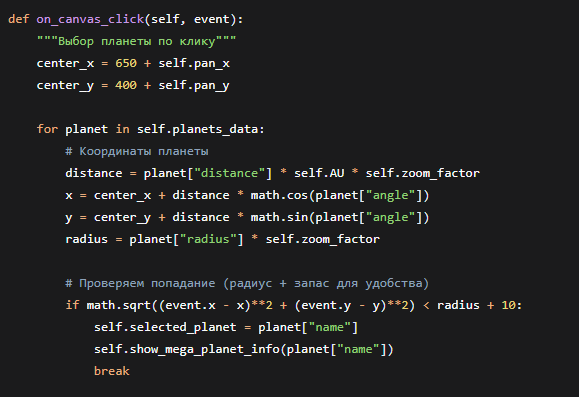 def on_canvas_click(self, event):
    """Выбор планеты по клику"""
    center_x = 650 + self.pan_x
    center_y = 400 + self.pan_y

    for planet in self.planets_data:
        # Координаты планеты
        distance = planet["distance"] * self.AU * self.zoom_factor
        x = center_x + distance * math.cos(planet["angle"])
        y = center_y + distance * math.sin(planet["angle"])
        radius = planet["radius"] * self.zoom_factor

        # Проверяем попадание (радиус + запас для удобства)
        if math.sqrt((event.x - x)**2 + (event.y - y)**2) < radius + 10:
            self.selected_planet = planet["name"]
            self.show_mega_planet_info(planet["name"])
            break